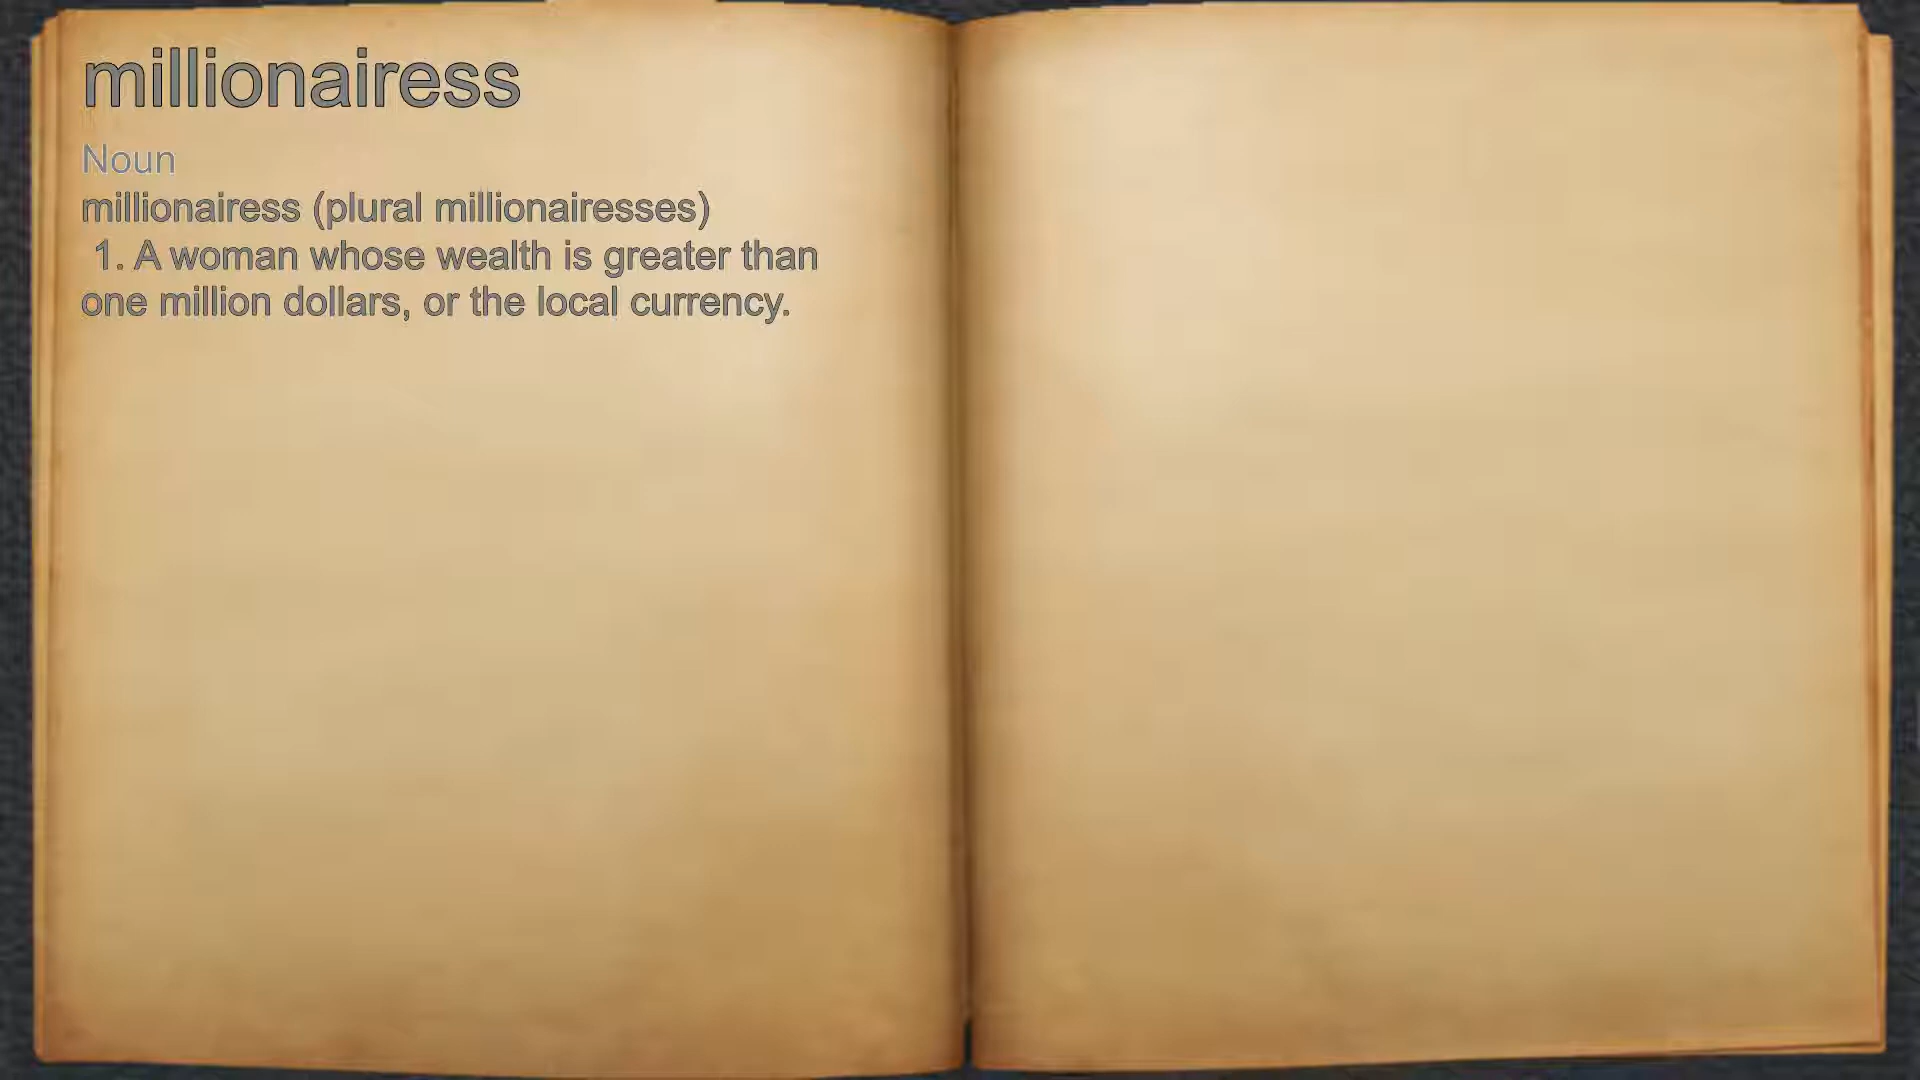 millionairess
Noun
millionairess (plural millionairesses)
1. A woman whose wealth is greater than
one million dollars, or the local currency.